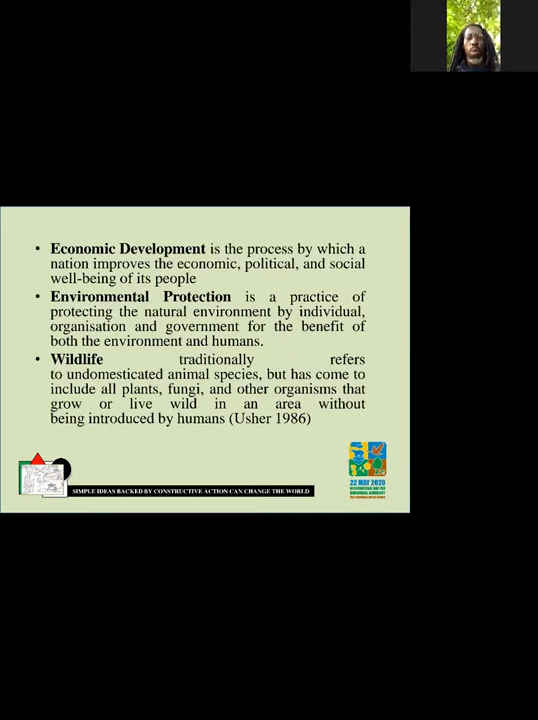 • Economic Development is the process by which a
nation improves the economic, political, and social
well-being of its people
• Environmental Protection is a practice of
protecting the natural environment by individual,
organisation and government for the benefit of
both the environment and humans.
• Wildlife traditionally refers
to undomesticated animal species, but has come to
include all plants, fungi, and other organisms that
grow or live wild in an area without
being introduced by humans (Usher 1986)
SIMPLE IDEAS BACKED BY CONSTRUCTIVE ACTION CAN CHANGE THE WORLD
22 MAY 2020
INTERNATIONAL DAY FOR
BIOLOGICAL DIVERSITY